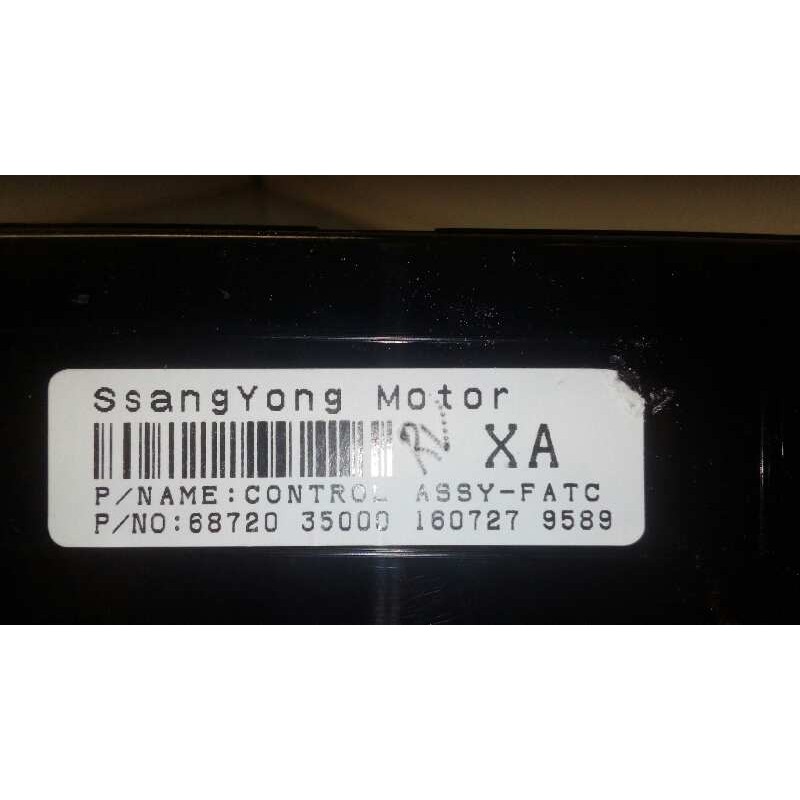 SsangYong Motor
XA
P/NAME:CONTROL ASSY-FATC
P/NO:68720 35000 160727 9589